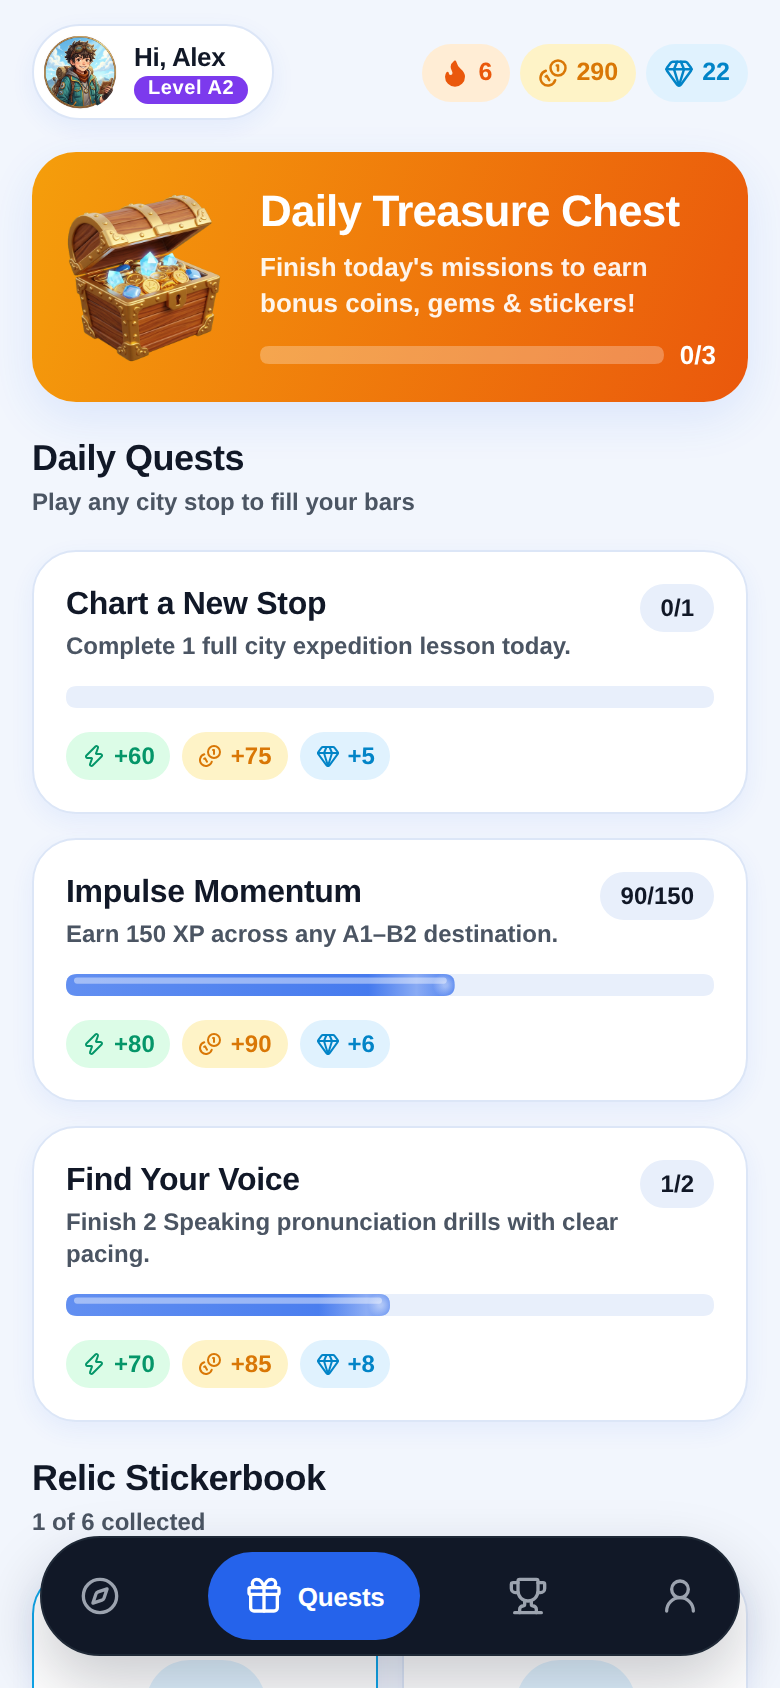 Hi, Alex
Level A2
6
290
22
Daily Treasure Chest
Finish today's missions to earn
bonus coins, gems & stickers!
0/3
Daily Quests
Play any city stop to fill your bars
Chart a New Stop
0/1
Complete 1 full city expedition lesson today.
+60
+75
+5
Impulse Momentum
90/150
Earn 150 XP across any A1–B2 destination.
+80
+90
+6
Find Your Voice
1/2
Finish 2 Speaking pronunciation drills with clear
pacing.
+70
+85
+8
Relic Stickerbook
1 of 6 collected
Quests